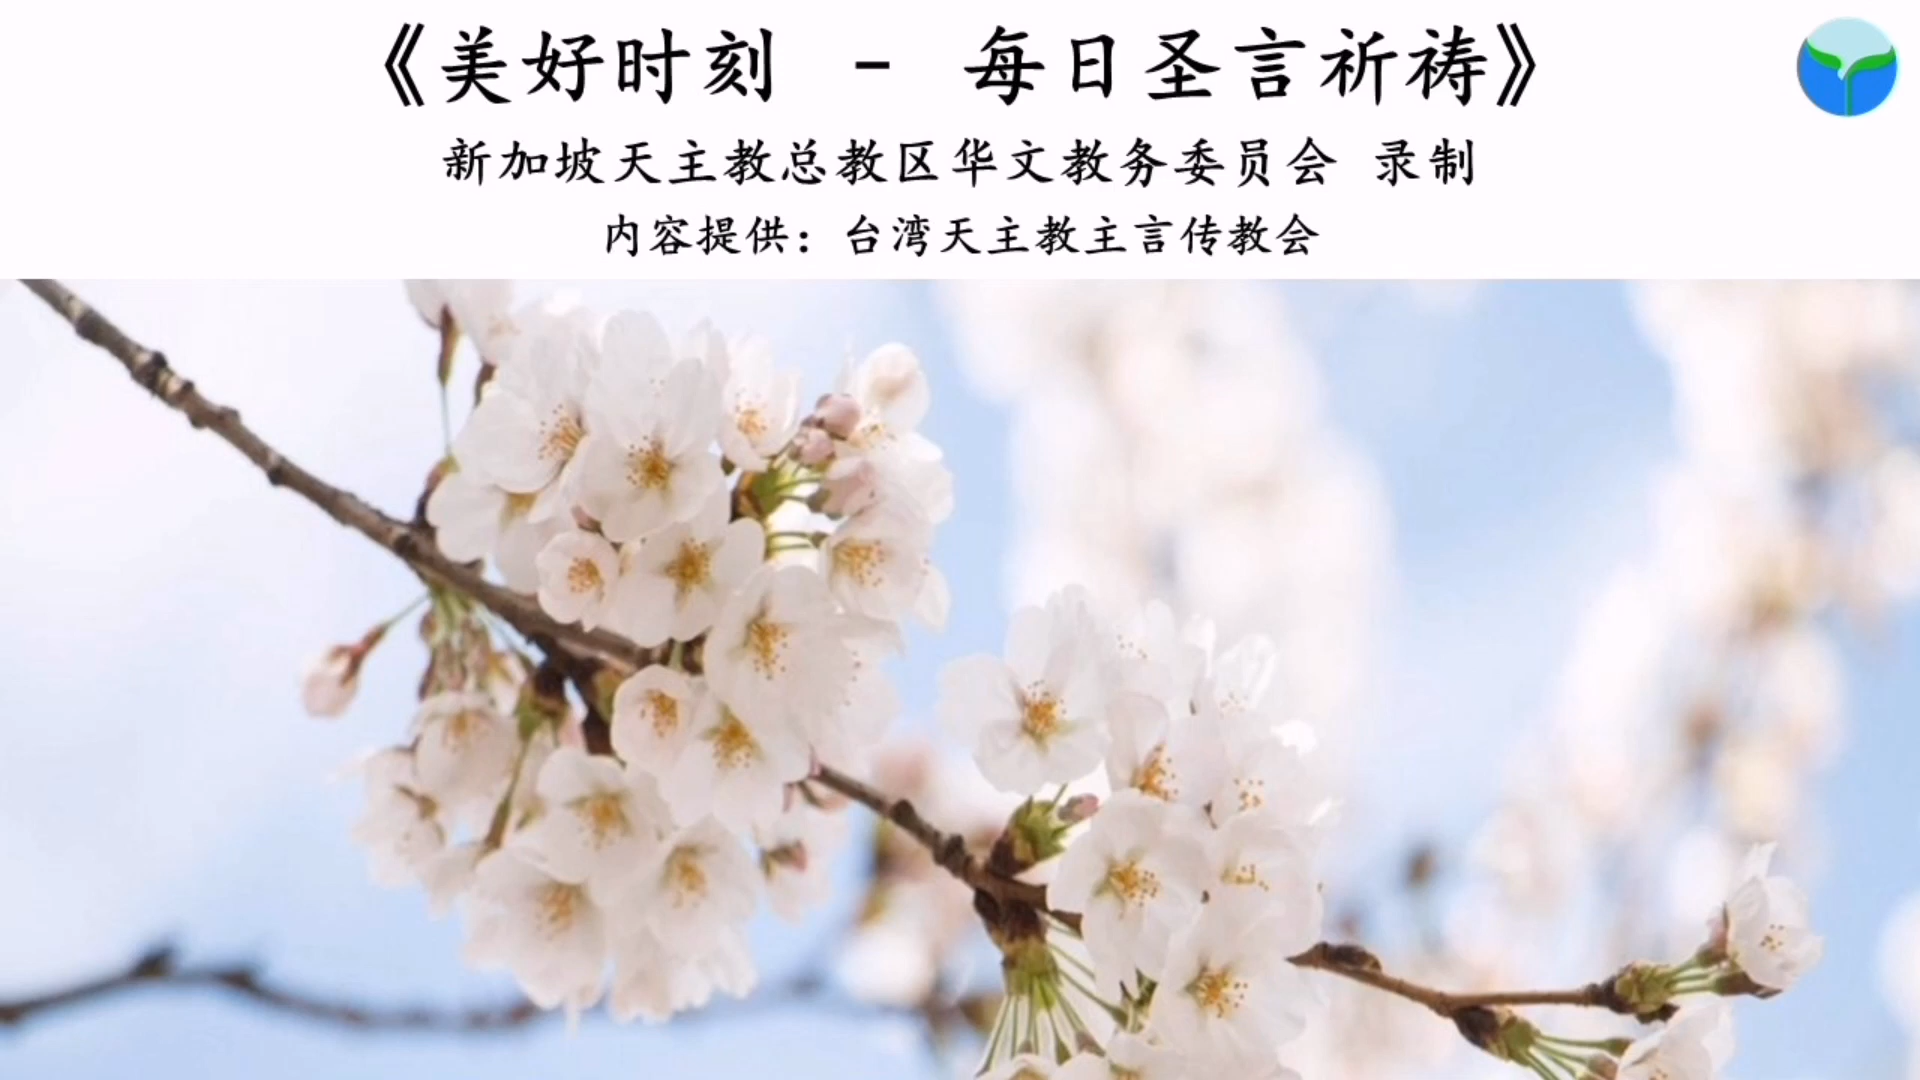 《美好时刻 - 每日圣言祈祷》
新加坡天主教总教区华文教务委员会 录制
内容提供：台湾天主教主言传教会